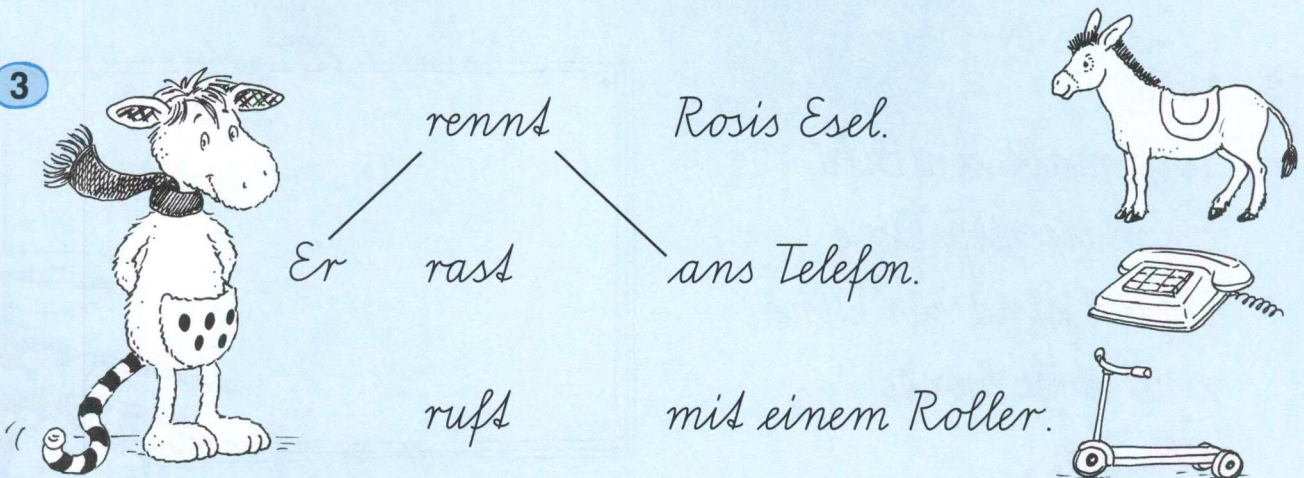 3
rennt Rosis Esel.
Er rast ans Telefon.
ruft mit einem Roller.